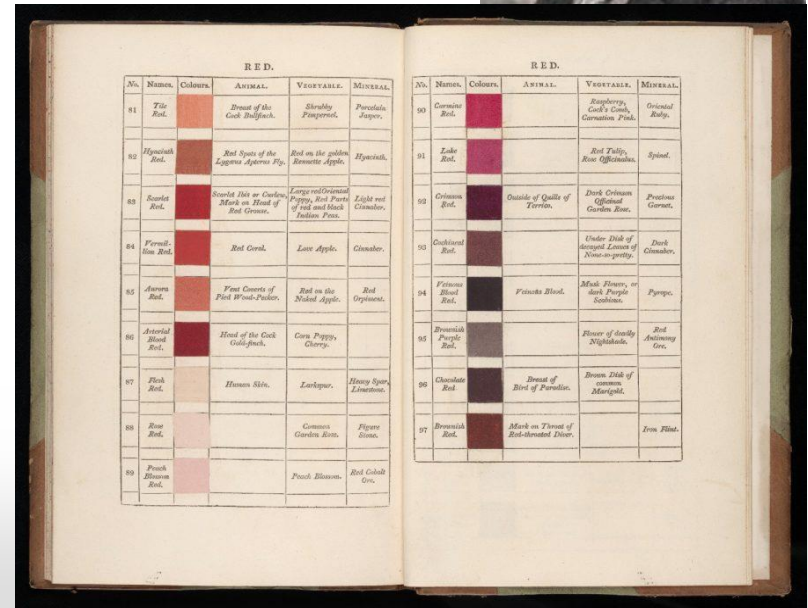 RED.
No. Names. Colours. ANIMAL. VEGETABLE. MINERAL.
81 Tile Red. Breast of the Cock Bullfinch. Shrubby Pimpernel. Porcelain Jasper.
82 Hyacinth Red. Red Spots of the Lygæus Apterus Fly. Red on the golden Rennette Apple. Hyacinth.
83 Scarlet Red. Scarlet Ibis or Curlew, Mark on Head of Red Grouse. Large red Oriental Poppy, Red Parts of red and black Indian Peas. Light red Cinnaber.
84 Vermil- lion Red. Red Coral. Love Apple. Cinnaber.
85 Aurora Red. Vent Coverts of Pied Wood-Pecker. Red on the Naked Apple. Red Orpiment.
86 Arterial Blood Red. Head of the Cock Gold-finch. Corn Poppy, Cherry.
87 Flesh Red. Human Skin. Larkspur. Heavy Spar, Limestone.
88 Rose Red. Common Garden Rose. Figure Stone.
89 Peach Blossom Red. Peach Blossom. Red Cobalt Ore.
RED.
No. Names. Colours. ANIMAL. VEGETABLE. MINERAL.
90 Carmine Red. Raspberry, Cock's Comb, Carnation Pink. Oriental Ruby.
91 Lake Red. Red Tulip, Rose Officinalus. Spinel.
92 Crimson Red. Outside of Quills of Terrico. Dark Crimson Officinal Garden Rose. Precious Garnet.
93 Cochineal Red. Under Disk of decayed Leaves of None-so-pretty. Dark Cinnaber.
94 Veinous Blood Red. Veinous Blood. Musk Flower, or dark Purple Scabious. Pyrope.
95 Brownish Purple Red. Flower of deadly Nightshade. Red Antimony Ore.
96 Chocolate Red. Breast of Bird of Paradise. Brown Disk of common Marigold.
97 Brownish Red. Mark on Throat of Red-throated Diver. Iron Flint.